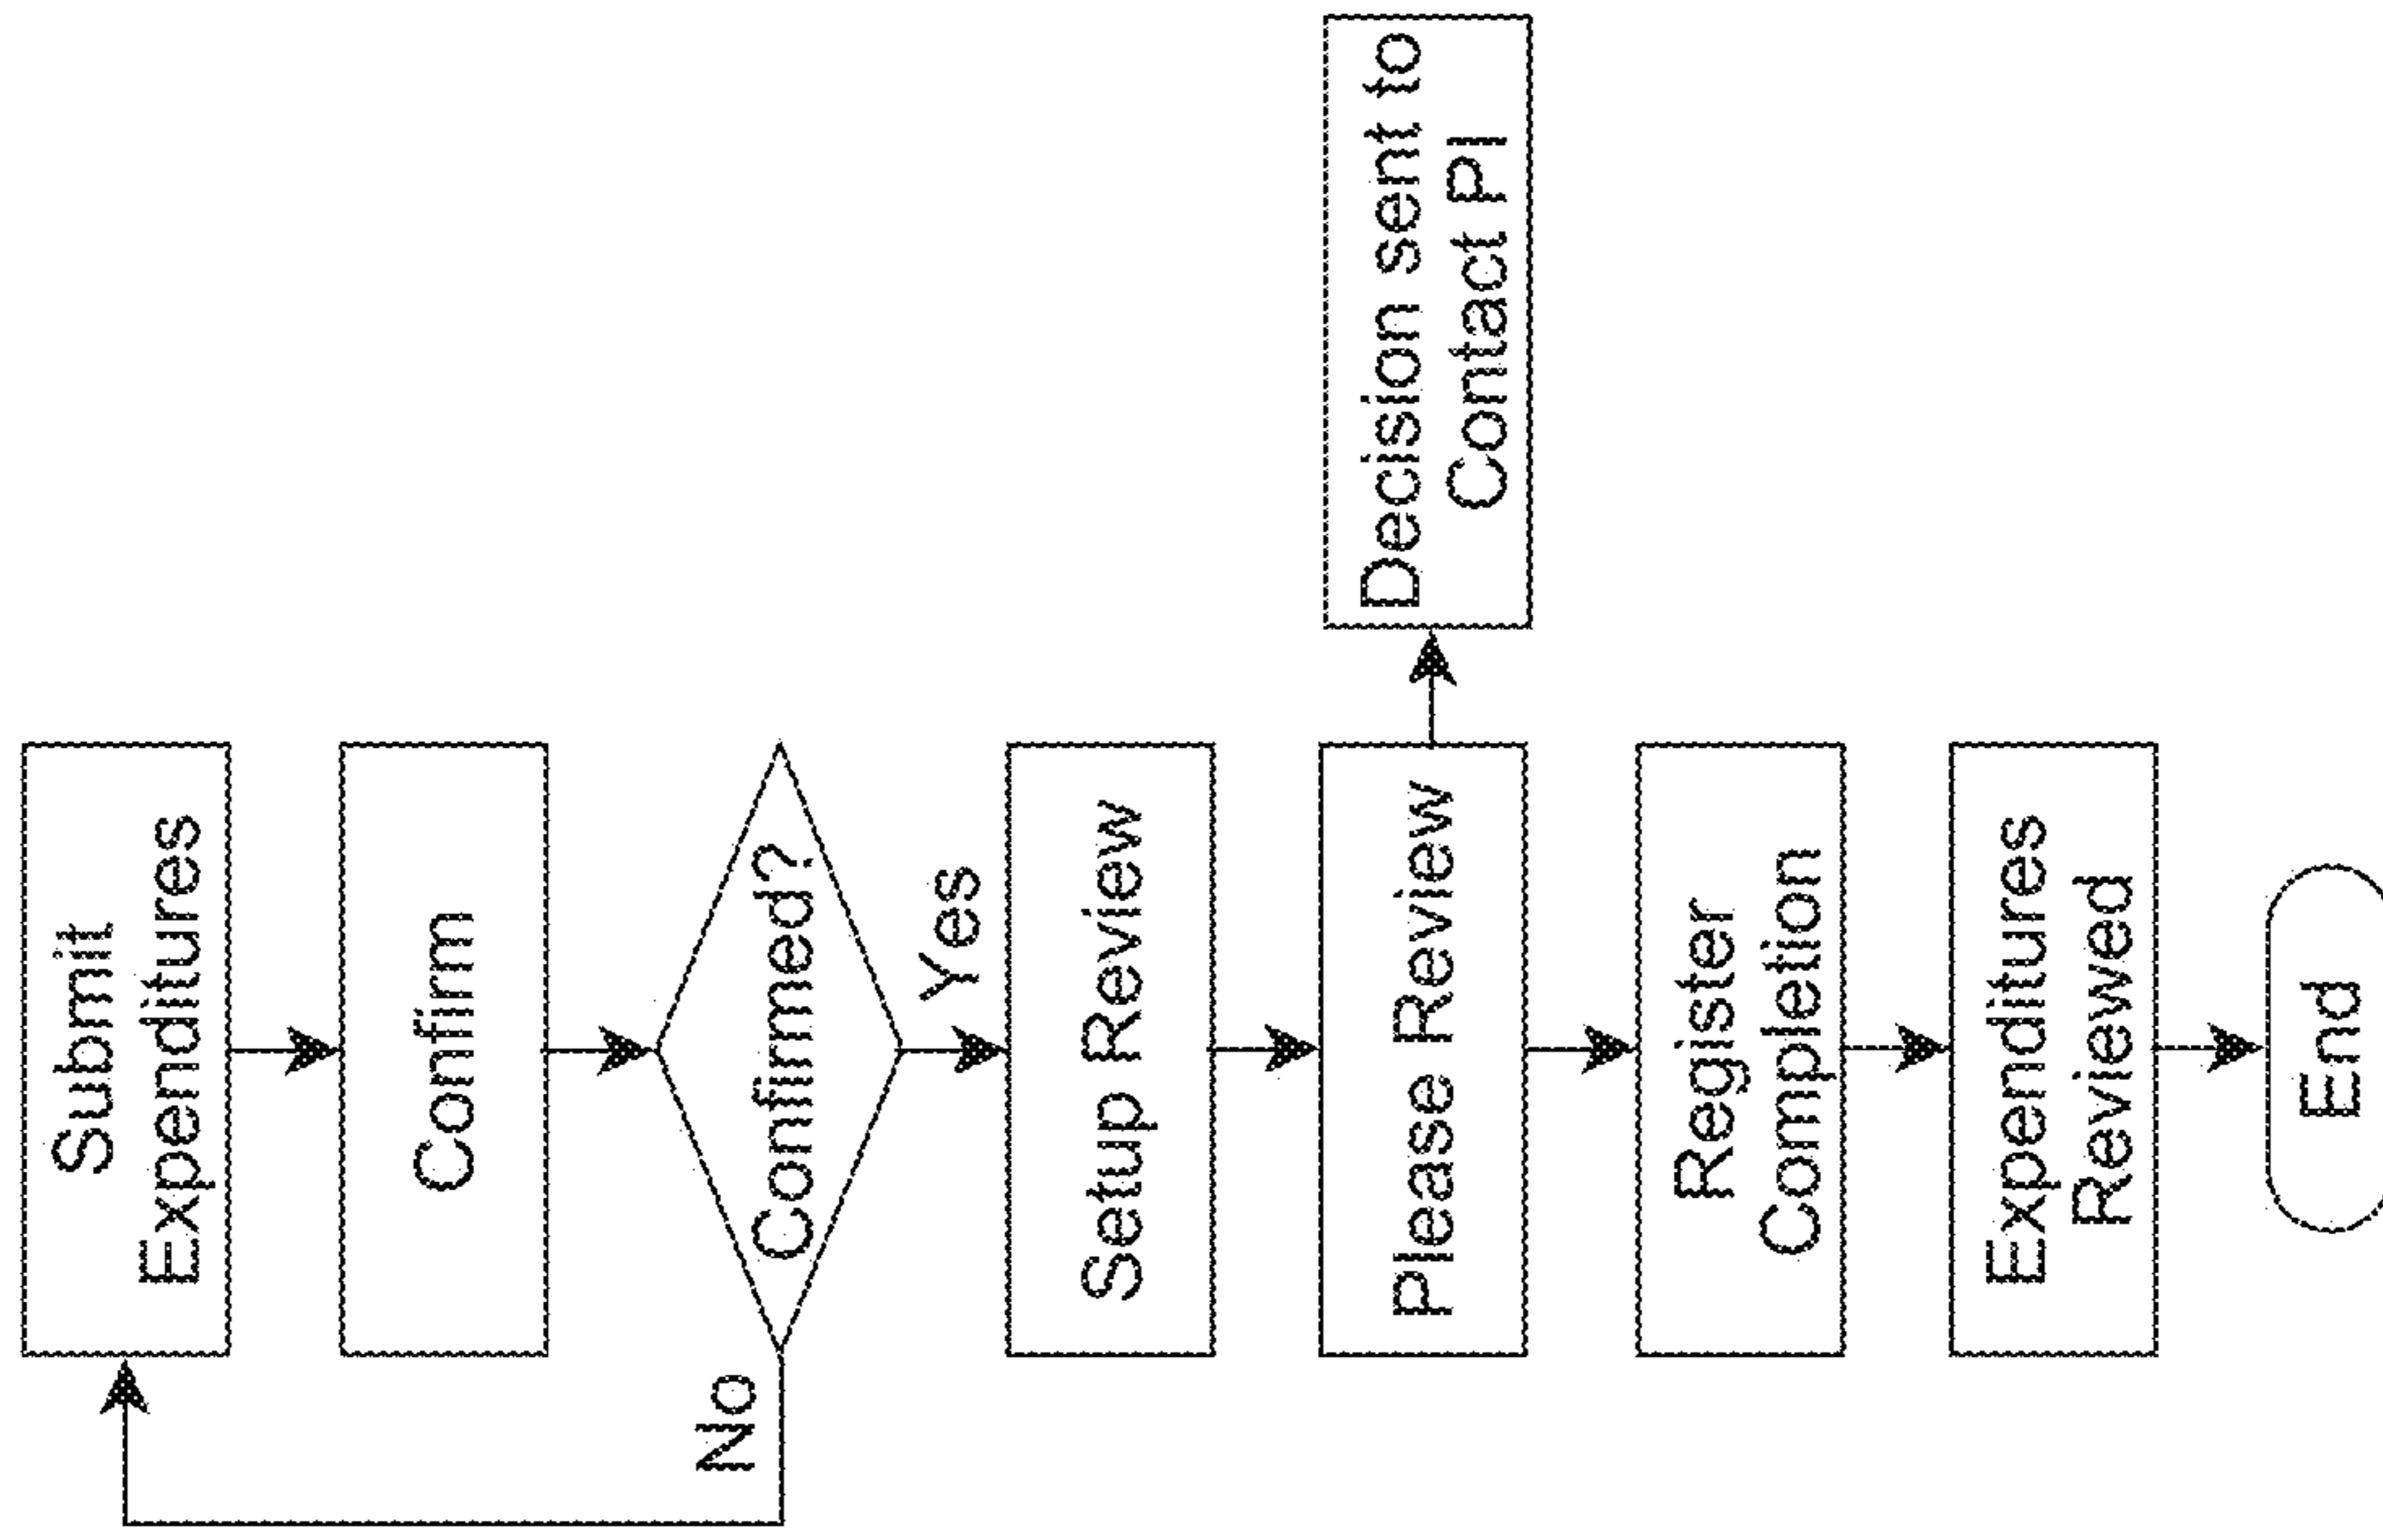 Submit
Expenditures
Confirm
Confirmed?
No
Yes
Setup Review
Please Review
Decision sent to
Contact PI
Register
Completion
Expenditures
Reviewed
End